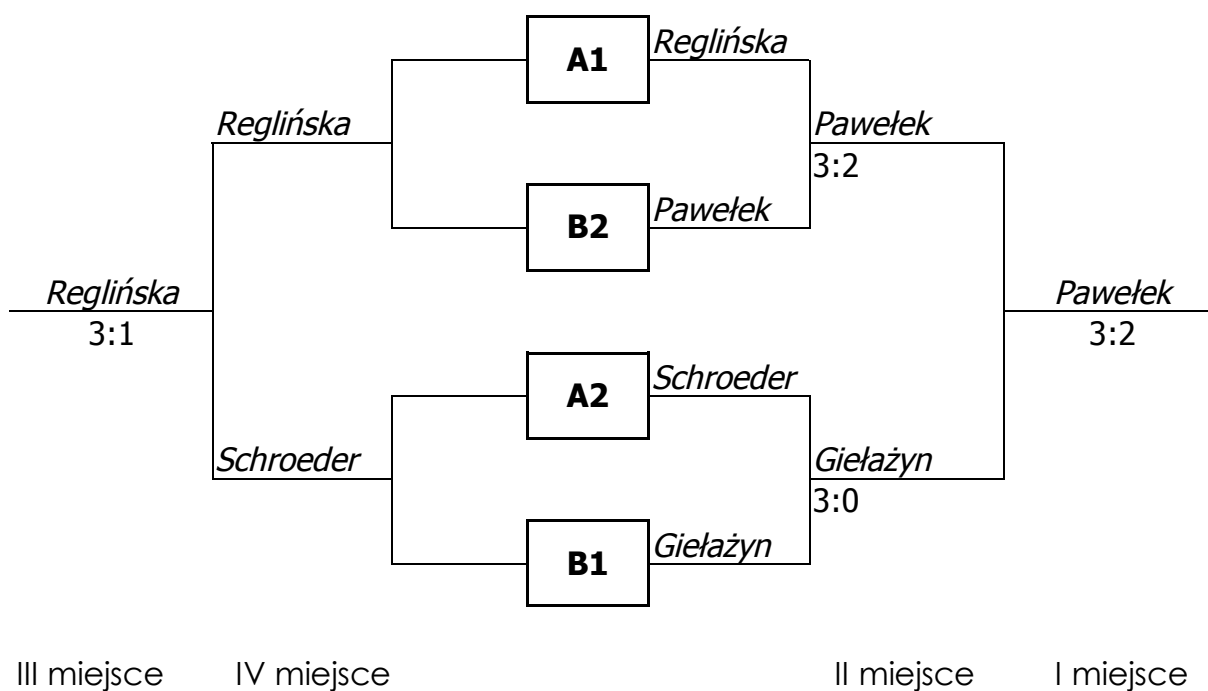 A1 Reglińska
Reglińska Pawełek
3:2
B2 Pawełek
Reglińska Pawełek
3:1 3:2
A2 Schroeder
Schroeder Giełażyn
3:0
B1 Giełażyn
III miejsce IV miejsce II miejsce I miejsce